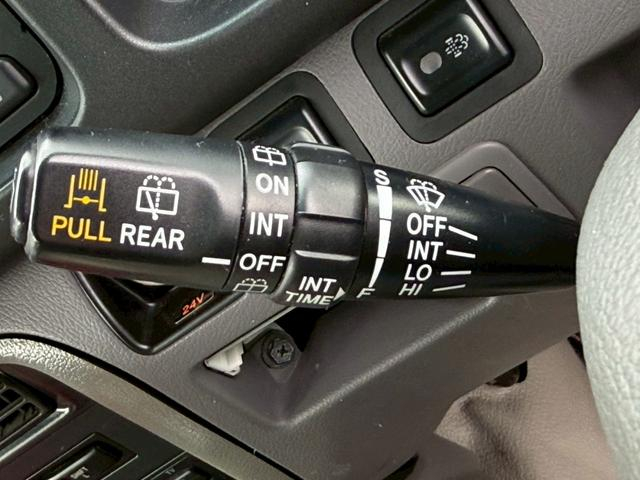 PULL REAR
ON
INT
OFF
INT
TIME
S
F
OFF
INT
LO
HI
24V